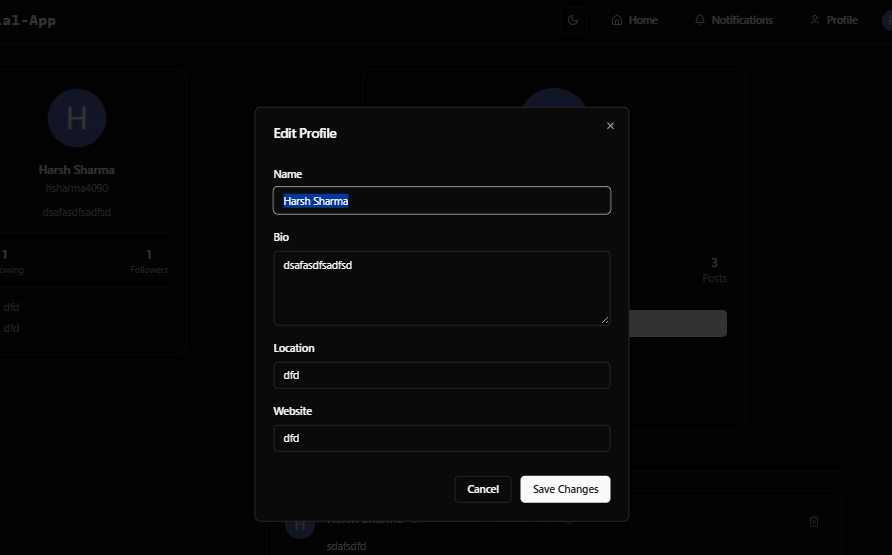 al-App
Home
Notifications
Profile
H
Harsh Sharma
hsharma4090
dsafasdfsadfsd
1
owing
1
Followers
dfd
dfd
3
Posts
Edit Profile
Name
Harsh Sharma
Bio
dsafasdfsadfsd
Location
dfd
Website
dfd
Cancel
Save Changes
H
sdafsdfd